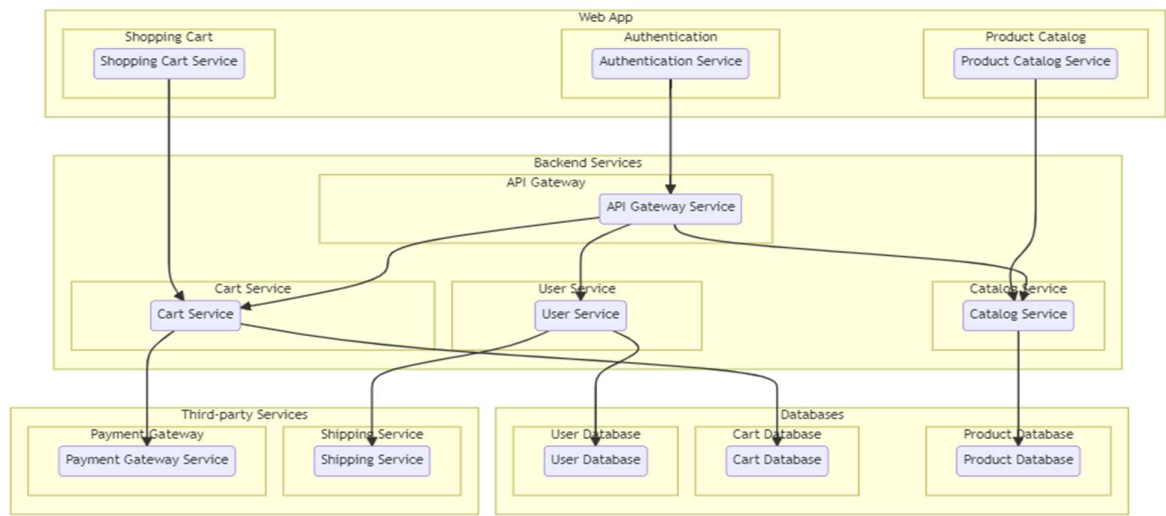 Web App
Shopping Cart
Authentication
Product Catalog
Shopping Cart Service
Authentication Service
Product Catalog Service
Backend Services
API Gateway
API Gateway Service
Cart Service
User Service
Catalog Service
Cart Service
User Service
Catalog Service
Third-party Services
Databases
Payment Gateway
Shipping Service
User Database
Cart Database
Product Database
Payment Gateway Service
Shipping Service
User Database
Cart Database
Product Database